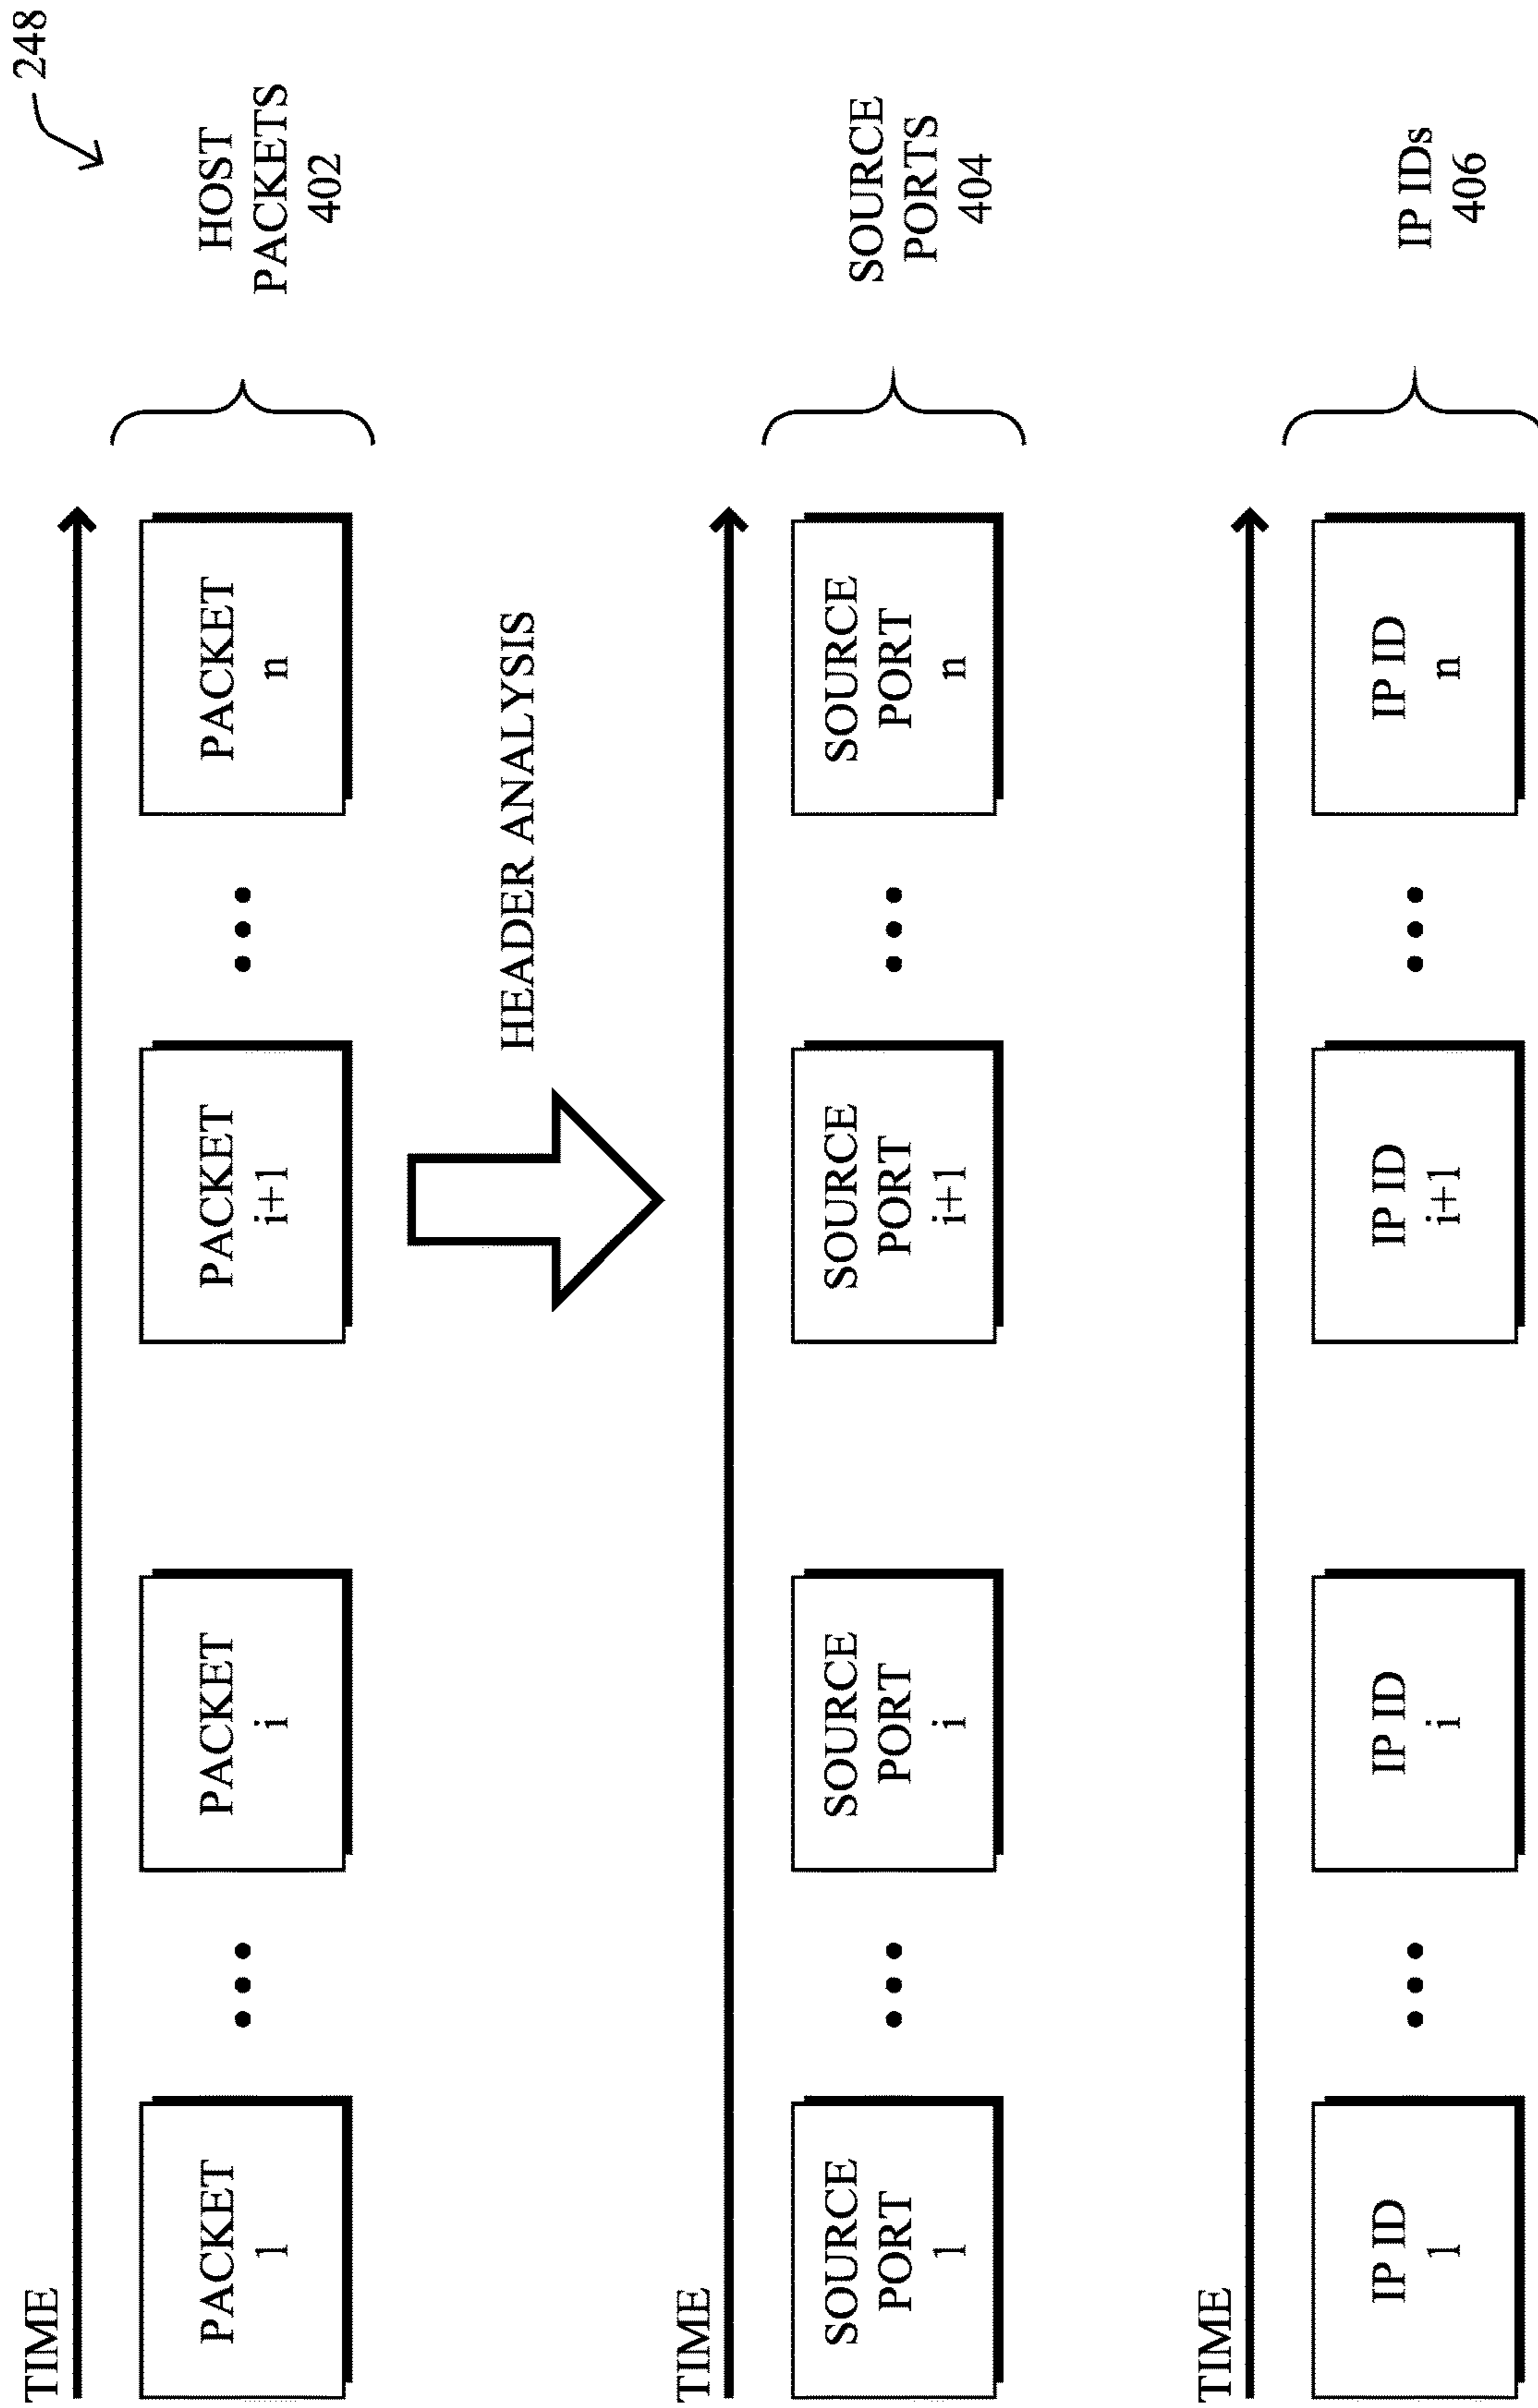 248
TIME
PACKET
1
PACKET
i
PACKET
i+1
PACKET
n
HOST
PACKETS
402
HEADER ANALYSIS
TIME
SOURCE
PORT
1
SOURCE
PORT
i
SOURCE
PORT
i+1
SOURCE
PORT
n
SOURCE
PORTS
404
TIME
IP ID
1
IP ID
i
IP ID
i+1
IP ID
n
IP IDs
406